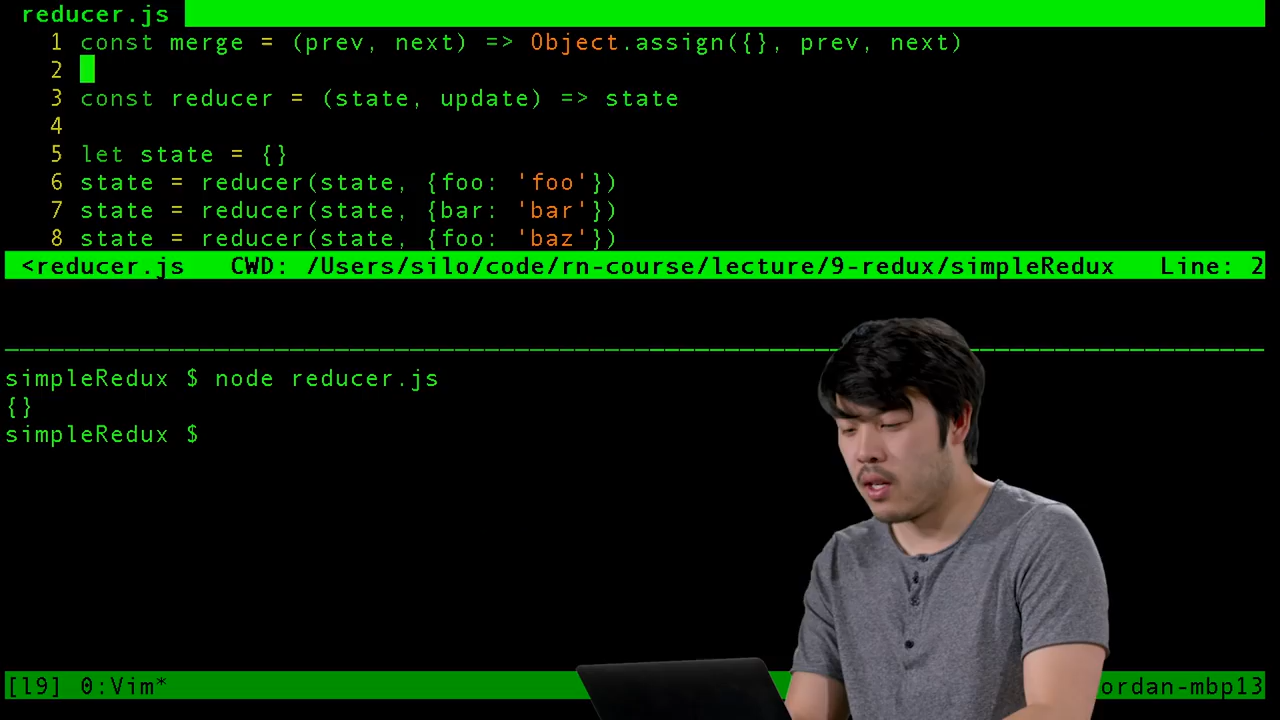 reducer.js
1 const merge = (prev, next) => Object.assign({}, prev, next)
2
3 const reducer = (state, update) => state
4
5 let state = {}
6 state = reducer(state, {foo: 'foo'})
7 state = reducer(state, {bar: 'bar'})
8 state = reducer(state, {foo: 'baz'})
<reducer.js CWD: /Users/silo/code/rn-course/lecture/9-redux/simpleRedux Line: 2
simpleRedux $ node reducer.js
{}
simpleRedux $
[l9] 0:Vim* ordan-mbp13